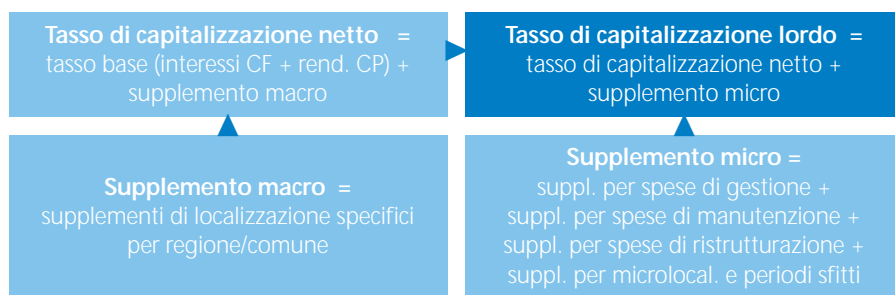 Tasso di capitalizzazione netto =
tasso base (interessi CF + rend. CP) +
supplemento macro
Tasso di capitalizzazione lordo =
tasso di capitalizzazione netto +
supplemento micro
Supplemento macro =
supplementi di localizzazione specifici
per regione/comune
Supplemento micro =
suppl. per spese di gestione +
suppl. per spese di manutenzione +
suppl. per spese di ristrutturazione +
suppl. per microlocal. e periodi sfitti